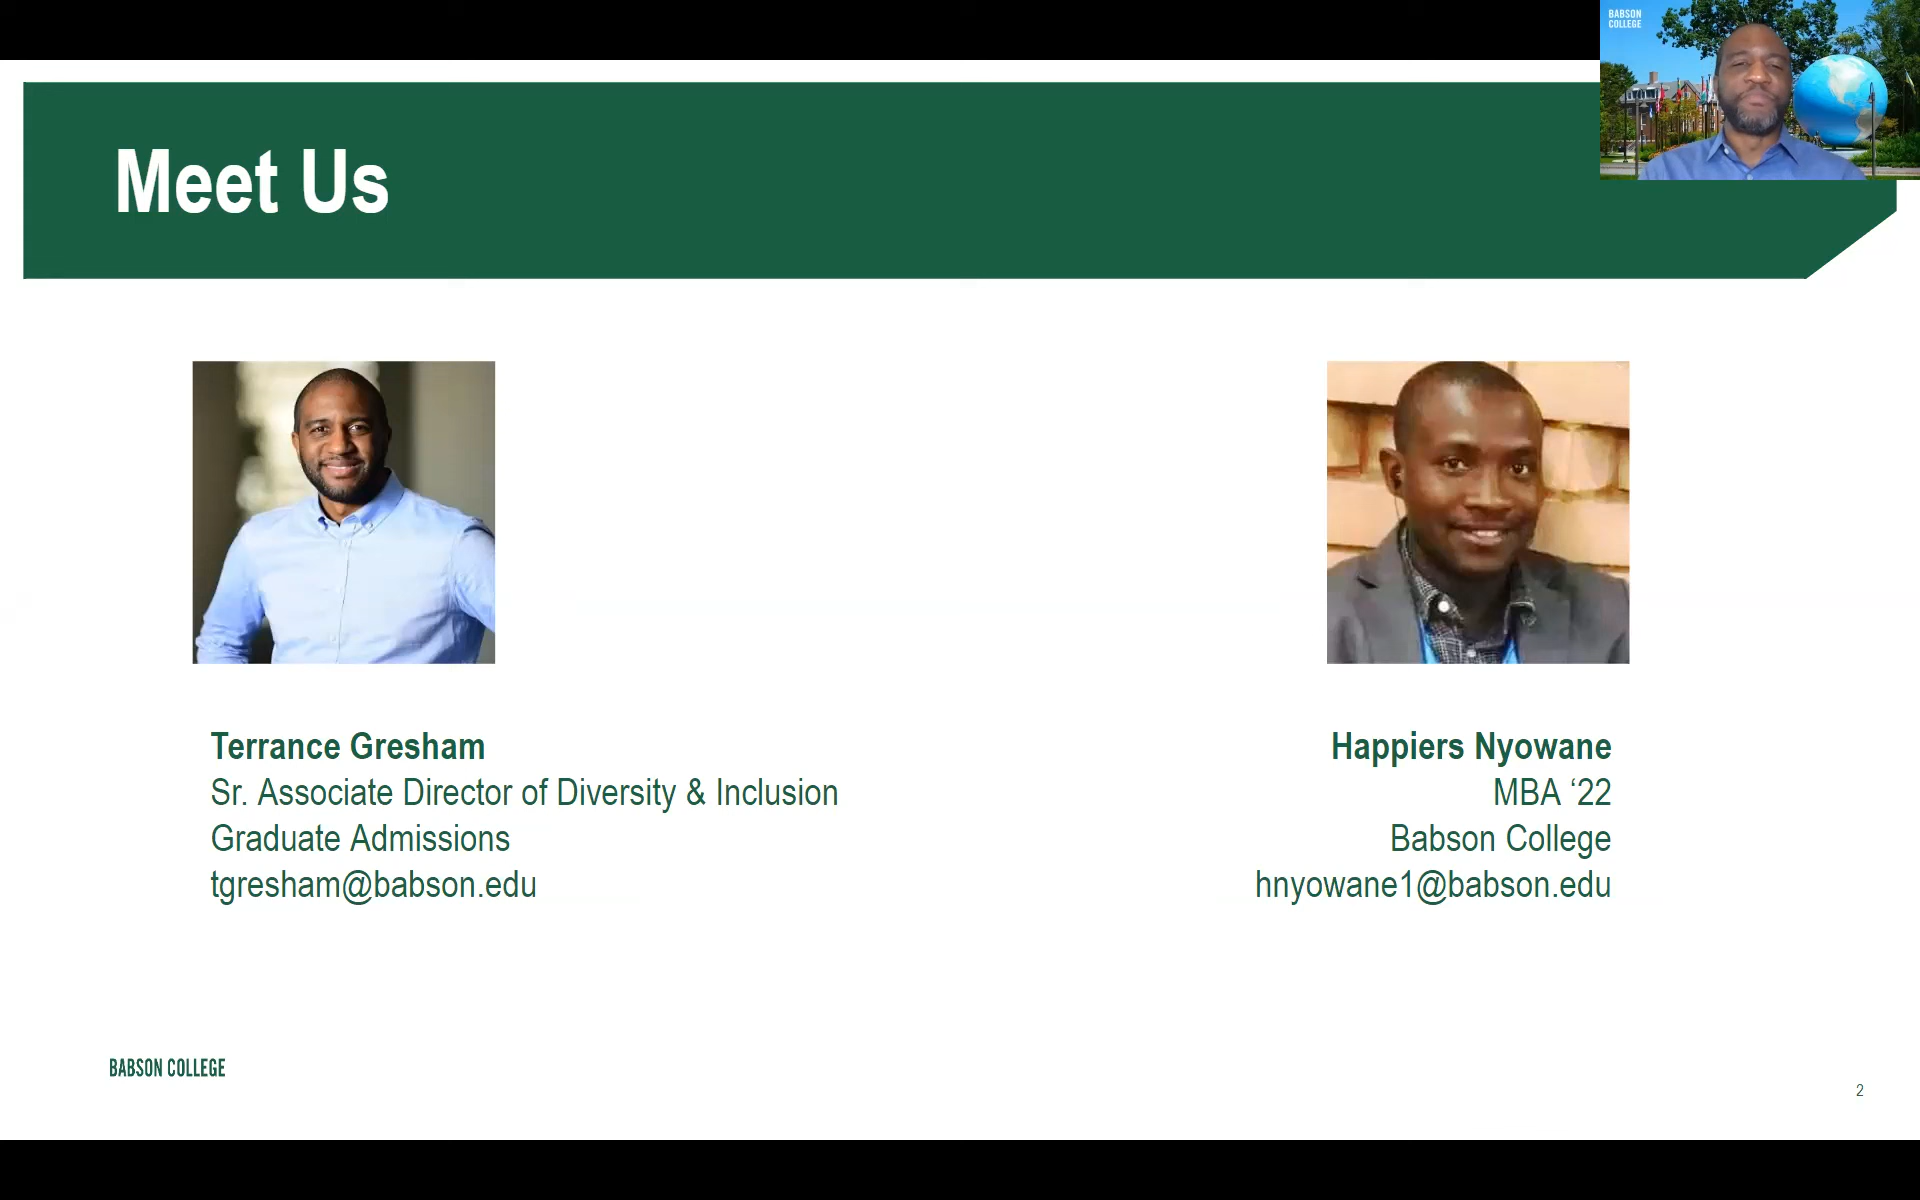 BABSON
COLLEGE
Meet Us
Terrance Gresham
Sr. Associate Director of Diversity & Inclusion
Graduate Admissions
tgresham@babson.edu
Happiers Nyowane
MBA ‘22
Babson College
hnyowane1@babson.edu
BABSON COLLEGE
2